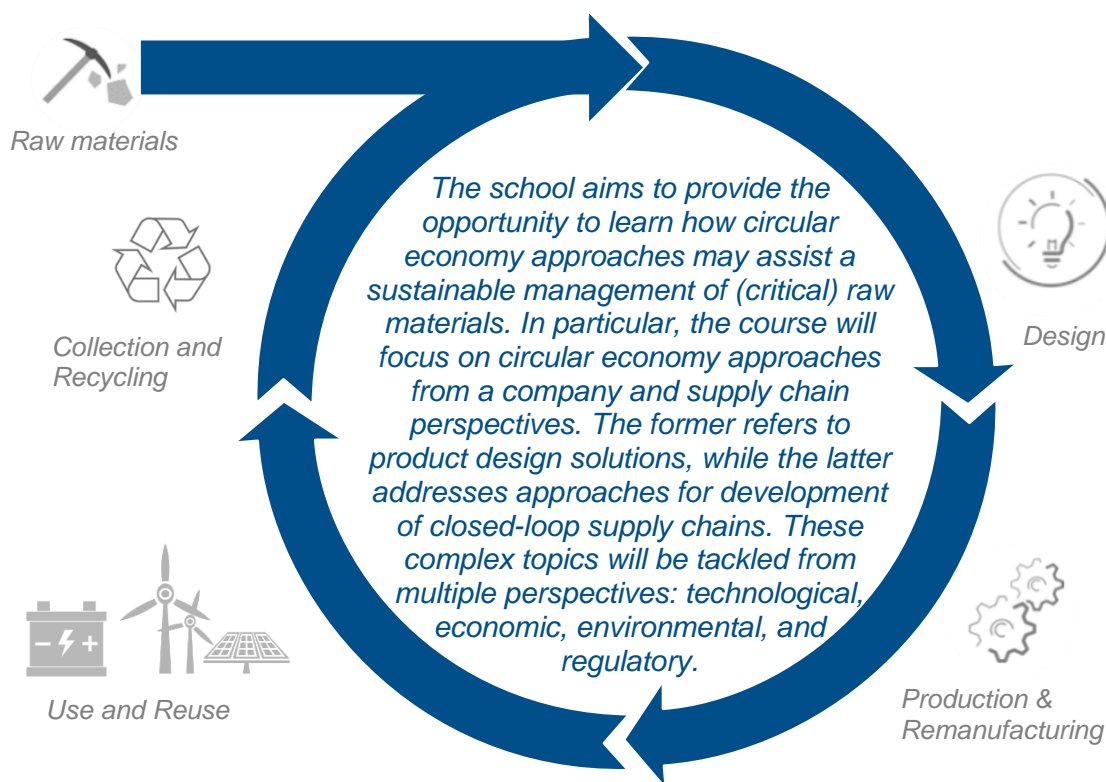 Raw materials
The school aims to provide the
opportunity to learn how circular
economy approaches may assist a
sustainable management of (critical) raw
materials. In particular, the course will
focus on circular economy approaches
from a company and supply chain
perspectives. The former refers to
product design solutions, while the latter
addresses approaches for development
of closed-loop supply chains. These
complex topics will be tackled from
multiple perspectives: technological,
economic, environmental, and
regulatory.
Design
Production &
Remanufacturing
Use and Reuse
Collection and
Recycling